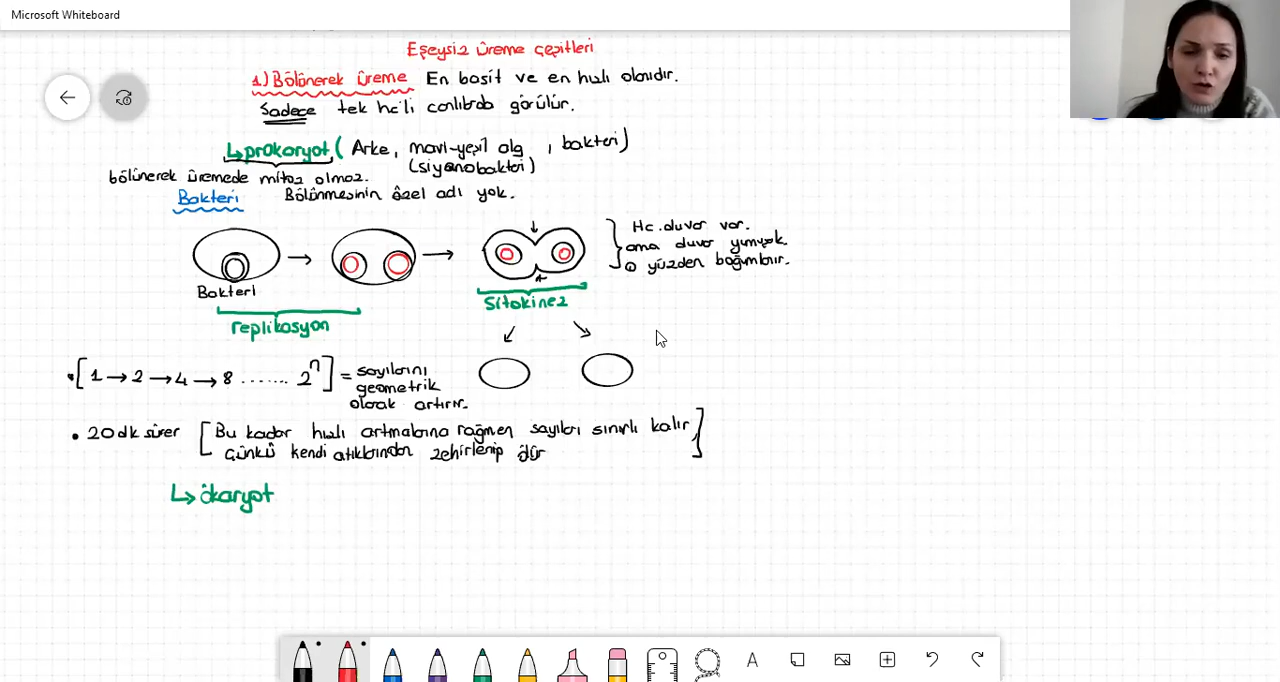 Microsoft Whiteboard
Eşeysiz üreme çeşitleri
1) Bölünerek üreme En basit ve en hızlı olanıdır.
Sadece tek hc'li canlılarda görülür.
↳prokaryot ( Arke, mavi-yeşil alg , bakteri)
(siyanobakteri)
bölünerek üremede mitoz olmaz.
Bakteri Bölünmesinin özel adı yok.
Hc. duvar var.
ama duvar yumuşak
o yüzden boğumlanır.
Bakteri
Sitokinez
replikasyon
• [1 → 2 → 4 → 8 ....... 2ⁿ] = sayılarını
geometrik
olarak artırır.
• 20 dk sürer [Bu kadar hızlı artmalarına rağmen sayıları sınırlı kalır,
çünkü kendi atıklarından zehirlenip ölür]
↳ökaryot
A